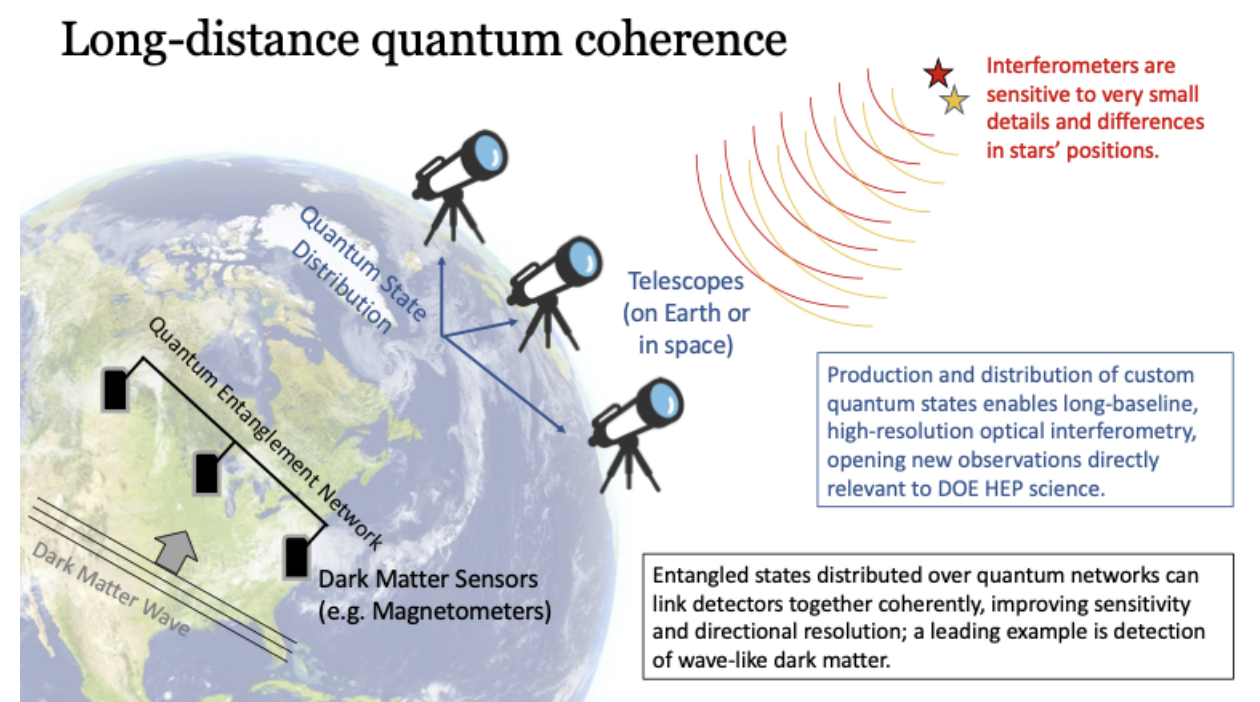 Long-distance quantum coherence
Interferometers are
sensitive to very small
details and differences
in stars’ positions.
Quantum State
Distribution
Telescopes
(on Earth or
in space)
Quantum Entanglement Network
Production and distribution of custom
quantum states enables long-baseline,
high-resolution optical interferometry,
opening new observations directly
relevant to DOE HEP science.
Dark Matter Wave
Dark Matter Sensors
(e.g. Magnetometers)
Entangled states distributed over quantum networks can
link detectors together coherently, improving sensitivity
and directional resolution; a leading example is detection
of wave-like dark matter.